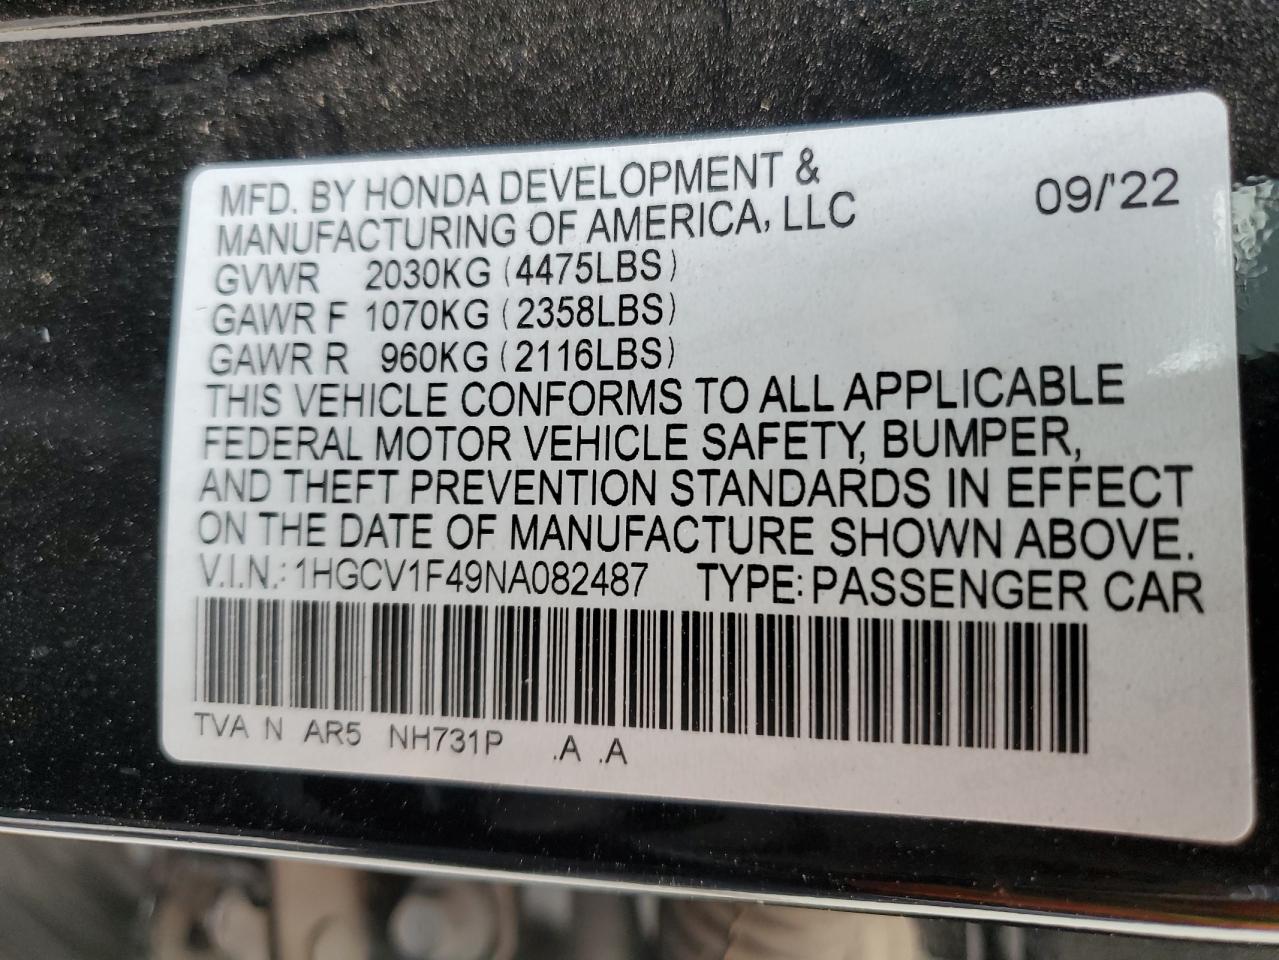 MFD. BY HONDA DEVELOPMENT &
MANUFACTURING OF AMERICA, LLC 09/'22
GVWR 2030KG (4475LBS)
GAWR F 1070KG (2358LBS)
GAWR R 960KG (2116LBS)
THIS VEHICLE CONFORMS TO ALL APPLICABLE
FEDERAL MOTOR VEHICLE SAFETY, BUMPER,
AND THEFT PREVENTION STANDARDS IN EFFECT
ON THE DATE OF MANUFACTURE SHOWN ABOVE.
V.I.N.: 1HGCV1F49NA082487 TYPE: PASSENGER CAR
TVA N AR5 NH731P .A .A